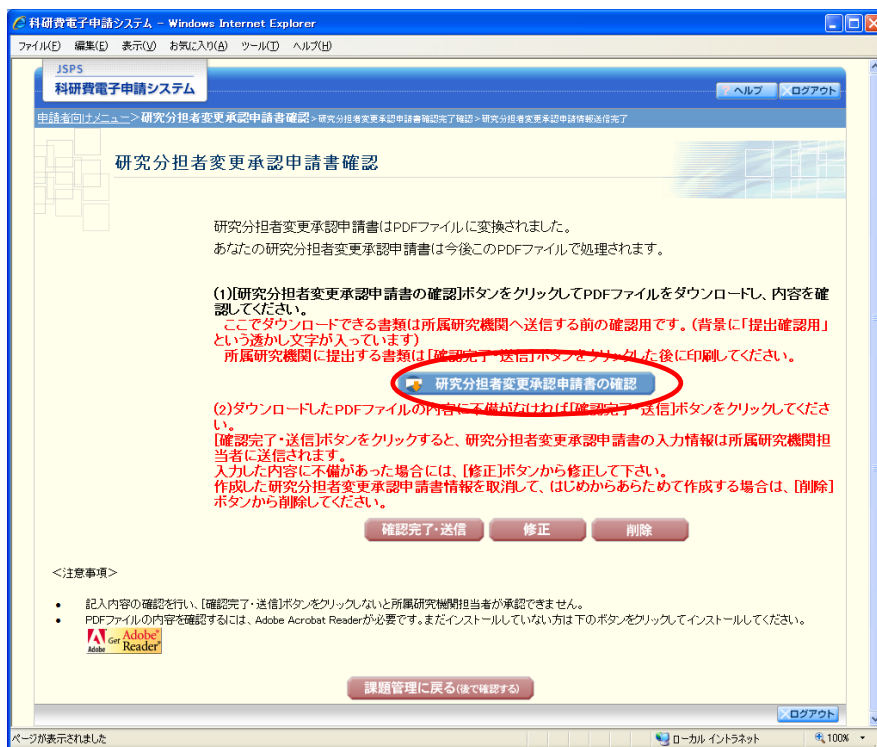 科研費電子申請システム - Windows Internet Explorer
ファイル(F) 編集(E) 表示(V) お気に入り(A) ツール(T) ヘルプ(H)
JSPS
科研費電子申請システム
? ヘルプ ログアウト
申請者向けメニュー>研究分担者変更承認申請書確認>研究分担者変更承認申請書確認完了確認>研究分担者変更承認申請情報送信完了
研究分担者変更承認申請書確認
研究分担者変更承認申請書はPDFファイルに変換されました。
あなたの研究分担者変更承認申請書は今後このPDFファイルで処理されます。
(1)[研究分担者変更承認申請書の確認]ボタンをクリックしてPDFファイルをダウンロードし、内容を確
認してください。
ここでダウンロードできる書類は所属研究機関へ送信する前の確認用です。(背景に「提出確認用」
という透かし文字が入っています)
所属研究機関に提出する書類は[確認完了・送信]ボタンをクリックした後に印刷してください。
研究分担者変更承認申請書の確認
(2)ダウンロードしたPDFファイルの内容に不備がなければ[確認完了・送信]ボタンをクリックしてくださ
い。
[確認完了・送信]ボタンをクリックすると、研究分担者変更承認申請書の入力情報は所属研究機関担
当者に送信されます。
入力した内容に不備があった場合には、[修正]ボタンから修正して下さい。
作成した研究分担者変更承認申請書情報を取消して、はじめからあらためて作成する場合は、[削除]
ボタンから削除してください。
確認完了・送信 修正 削除
<注意事項>
• 記入内容の確認を行い、[確認完了・送信]ボタンをクリックしないと所属研究機関担当者が承認できません。
• PDFファイルの内容を確認するには、Adobe Acrobat Readerが必要です。まだインストールしていない方は下のボタンをクリックしてインストールしてください。
Adobe Get Adobe® Reader®
課題管理に戻る(後で確認する)
ログアウト
ページが表示されました ローカル イントラネット 100%